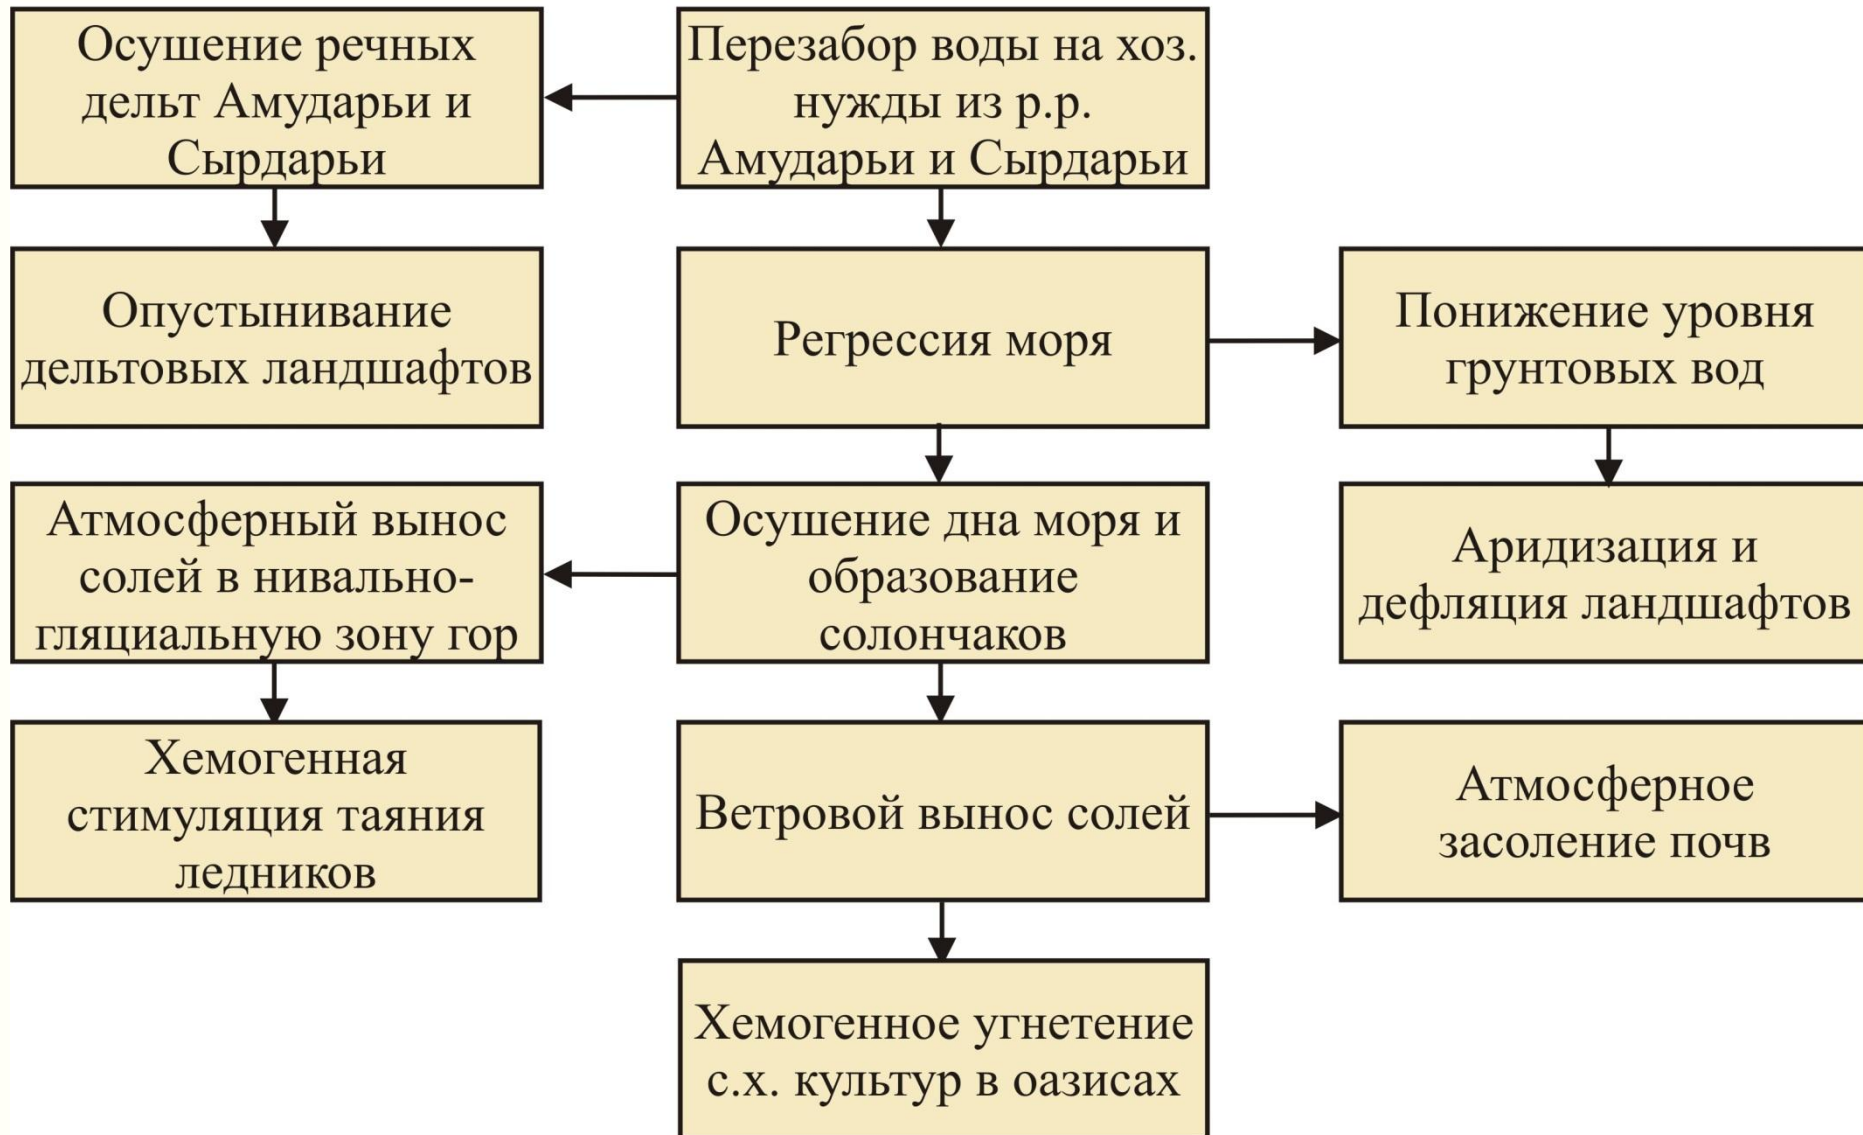 Осушение речных
дельт Амударьи и
Сырдарьи
Перезабор воды на хоз.
нужды из р.р.
Амударьи и Сырдарьи
Опустынивание
дельтовых ландшафтов
Регрессия моря
Понижение уровня
грунтовых вод
Атмосферный вынос
солей в нивально-
гляциальную зону гор
Осушение дна моря и
образование
солончаков
Аридизация и
дефляция ландшафтов
Хемогенная
стимуляция таяния
ледников
Ветровой вынос солей
Атмосферное
засоление почв
Хемогенное угнетение
с.х. культур в оазисах